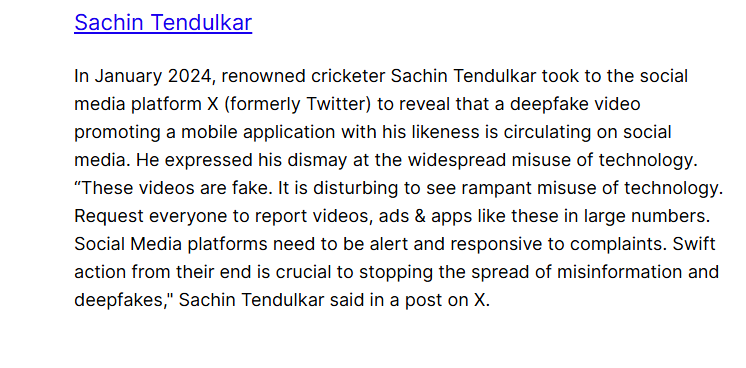 Sachin Tendulkar
In January 2024, renowned cricketer Sachin Tendulkar took to the social
media platform X (formerly Twitter) to reveal that a deepfake video
promoting a mobile application with his likeness is circulating on social
media. He expressed his dismay at the widespread misuse of technology.
“These videos are fake. It is disturbing to see rampant misuse of technology.
Request everyone to report videos, ads & apps like these in large numbers.
Social Media platforms need to be alert and responsive to complaints. Swift
action from their end is crucial to stopping the spread of misinformation and
deepfakes," Sachin Tendulkar said in a post on X.